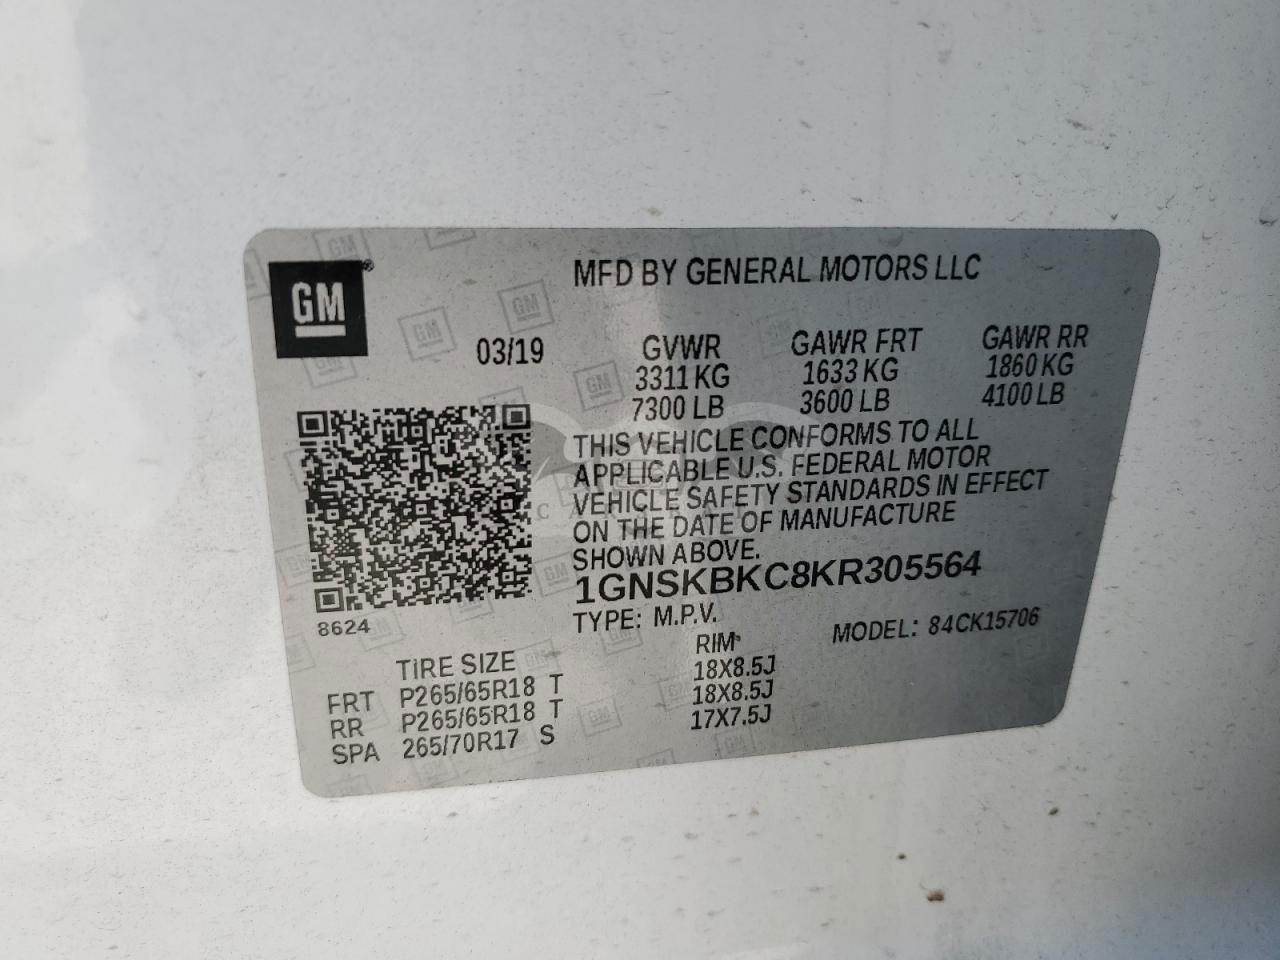 GM
MFD BY GENERAL MOTORS LLC
03/19
GVWR GAWR FRT GAWR RR
3311 KG 1633 KG 1860 KG
7300 LB 3600 LB 4100 LB
THIS VEHICLE CONFORMS TO ALL
APPLICABLE U.S. FEDERAL MOTOR
VEHICLE SAFETY STANDARDS IN EFFECT
ON THE DATE OF MANUFACTURE
SHOWN ABOVE.
1GNSKBKC8KR305564
TYPE: M.P.V. MODEL: 84CK15706
8624
TIRE SIZE RIM
FRT P265/65R18 T 18X8.5J
RR P265/65R18 T 18X8.5J
SPA 265/70R17 S 17X7.5J